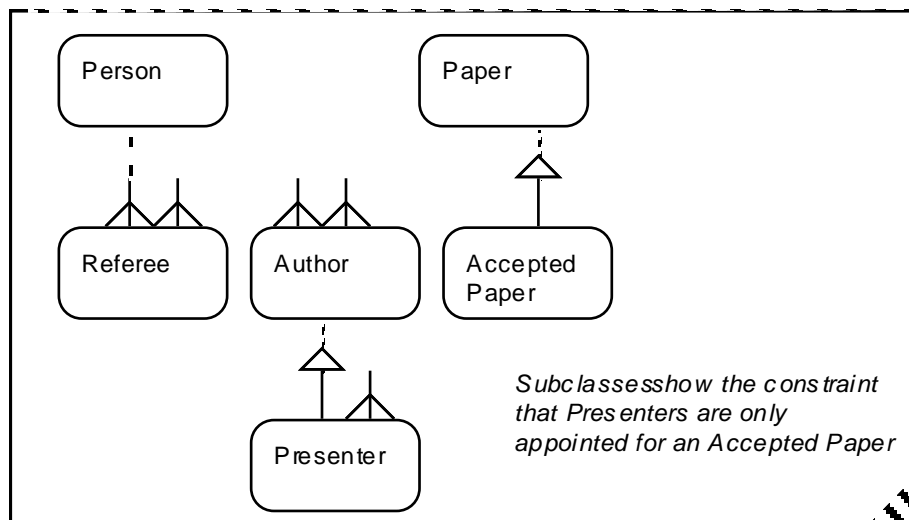 Person
Paper
Referee
Author
Accepted
Paper
Presenter
Subclassesshow the constraint
that Presenters are only
appointed for an Accepted Paper